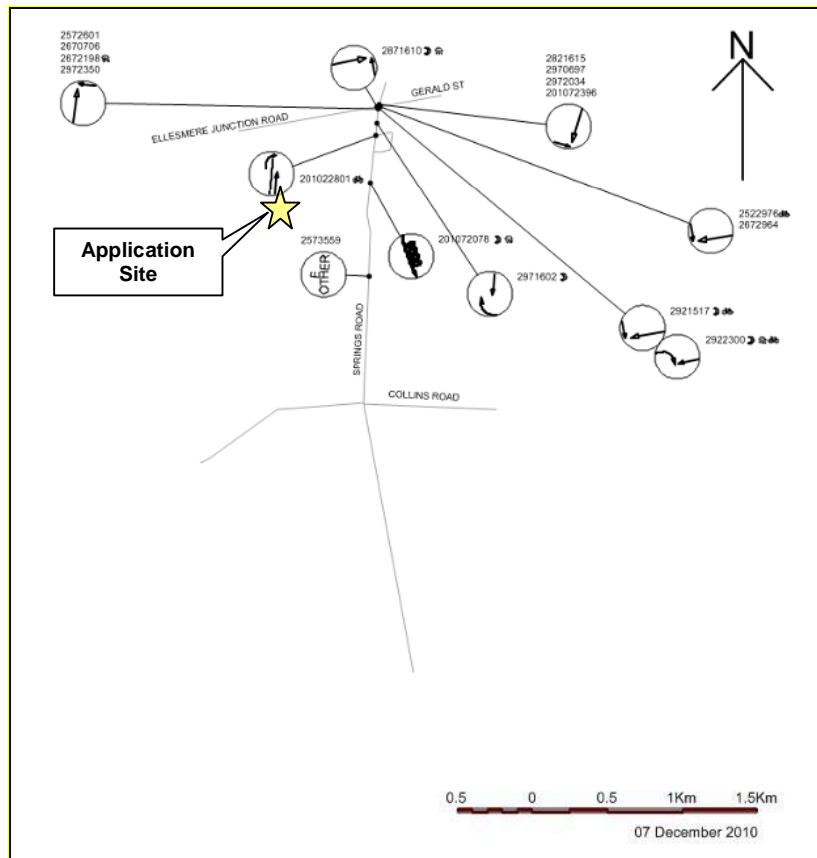 2572601
2670706
2672198
2972350
2871610
GERALD ST
2821615
2970697
2972034
201072396
N
ELLESMERE JUNCTION ROAD
201022801
Application
Site
2573559
E
OTHER
201072078
2971602
2522976
2672964
2921517
2922300
SPRINGS ROAD
COLLINS ROAD
0.5 0 0.5 1Km 1.5Km
07 December 2010